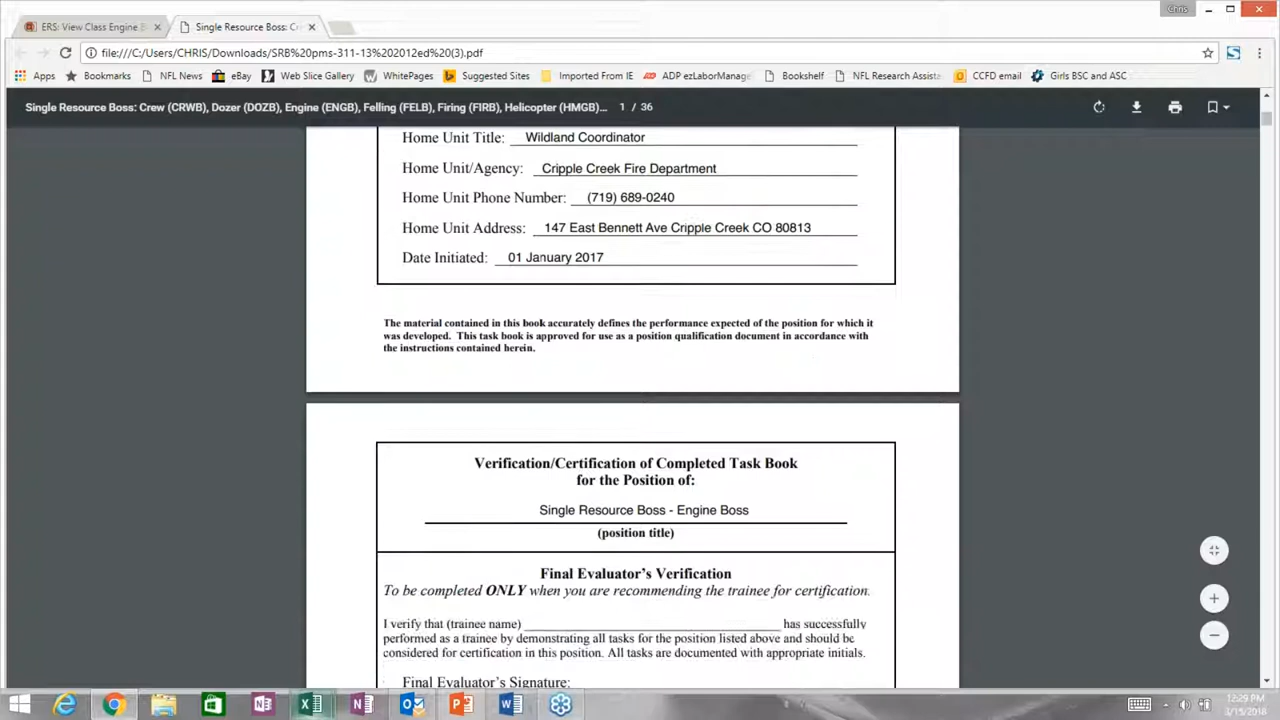 Chris
ERS: View Class Engine B
Single Resource Boss: Cr
file:///C:/Users/CHRIS/Downloads/SRB%20pms-311-13%202012ed%20(3).pdf
Apps
Bookmarks
NFL News
eBay
Web Slice Gallery
WhitePages
Suggested Sites
Imported From IE
ADP ezLaborManage
Bookshelf
NFL Research Assista
CCFD email
Girls BSC and ASC
Single Resource Boss: Crew (CRWB), Dozer (DOZB), Engine (ENGB), Felling (FELB), Firing (FIRB), Helicopter (HMGB)... 1 / 36
Home Unit Title: Wildland Coordinator
Home Unit/Agency: Cripple Creek Fire Department
Home Unit Phone Number: (719) 689-0240
Home Unit Address: 147 East Bennett Ave Cripple Creek CO 80813
Date Initiated: 01 January 2017
The material contained in this book accurately defines the performance expected of the position for which it
was developed. This task book is approved for use as a position qualification document in accordance with
the instructions contained herein.
Verification/Certification of Completed Task Book
for the Position of:
Single Resource Boss - Engine Boss
(position title)
Final Evaluator's Verification
To be completed ONLY when you are recommending the trainee for certification.
I verify that (trainee name) has successfully
performed as a trainee by demonstrating all tasks for the position listed above and should be
considered for certification in this position. All tasks are documented with appropriate initials.
Final Evaluator's Signature:
12:29 PM
3/15/2018